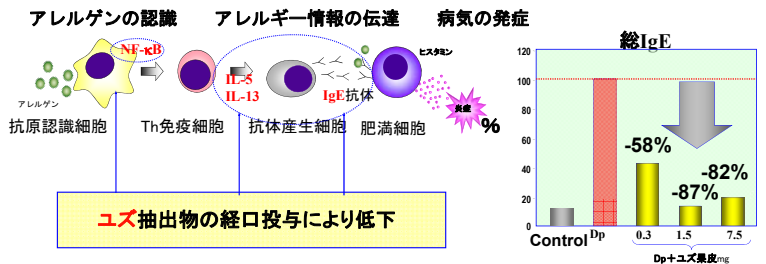 アレルゲンの認識
アレルギー情報の伝達
病気の発症
NF-κB
IL-5
IL-13
IgE抗体
ヒスタミン
炎症
アレルゲン
抗原認識細胞
Th免疫細胞
抗体産生細胞
肥満細胞
ユズ抽出物の経口投与により低下
総IgE
%
120
100
80
60
40
20
0
-58%
-87%
-82%
Control
Dp
0.3
1.5
7.5
Dp＋ユズ果皮mg